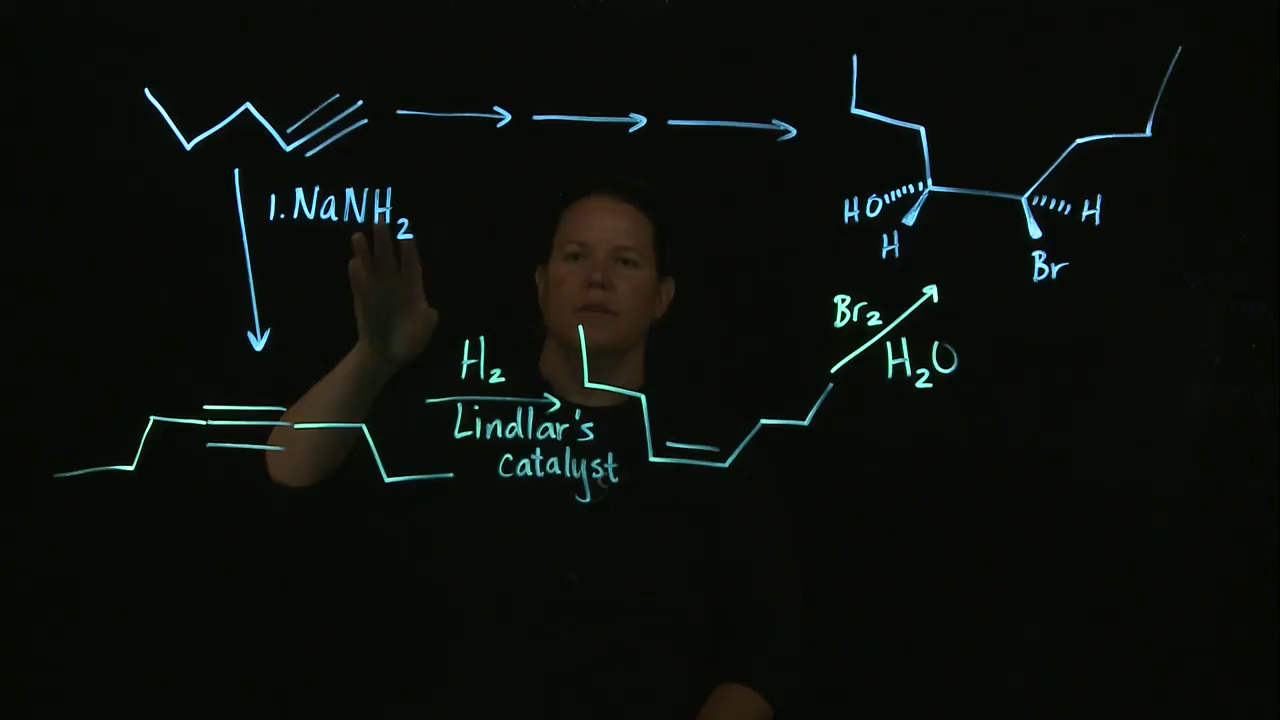 1. NaNH₂
HO
H
H
Br
Br₂
H₂O
H₂
Lindlar's
catalyst